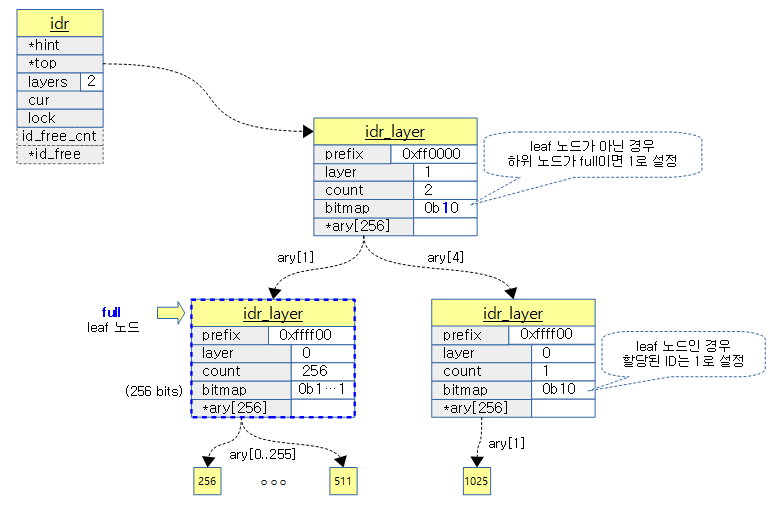 idr
*hint
*top
layers 2
cur
lock
id_free_cnt
*id_free
idr_layer
prefix 0xff0000
layer 1
count 2
bitmap 0b10
*ary[256]
leaf 노드가 아닌 경우
하위 노드가 full이면 1로 설정
ary[1]
ary[4]
full
leaf 노드
(256 bits)
idr_layer
prefix 0xffff00
layer 0
count 256
bitmap 0b1…1
*ary[256]
idr_layer
prefix 0xffff00
layer 0
count 1
bitmap 0b10
*ary[256]
leaf 노드인 경우
할당된 ID는 1로 설정
ary[0..255]
ary[1]
256
511
1025